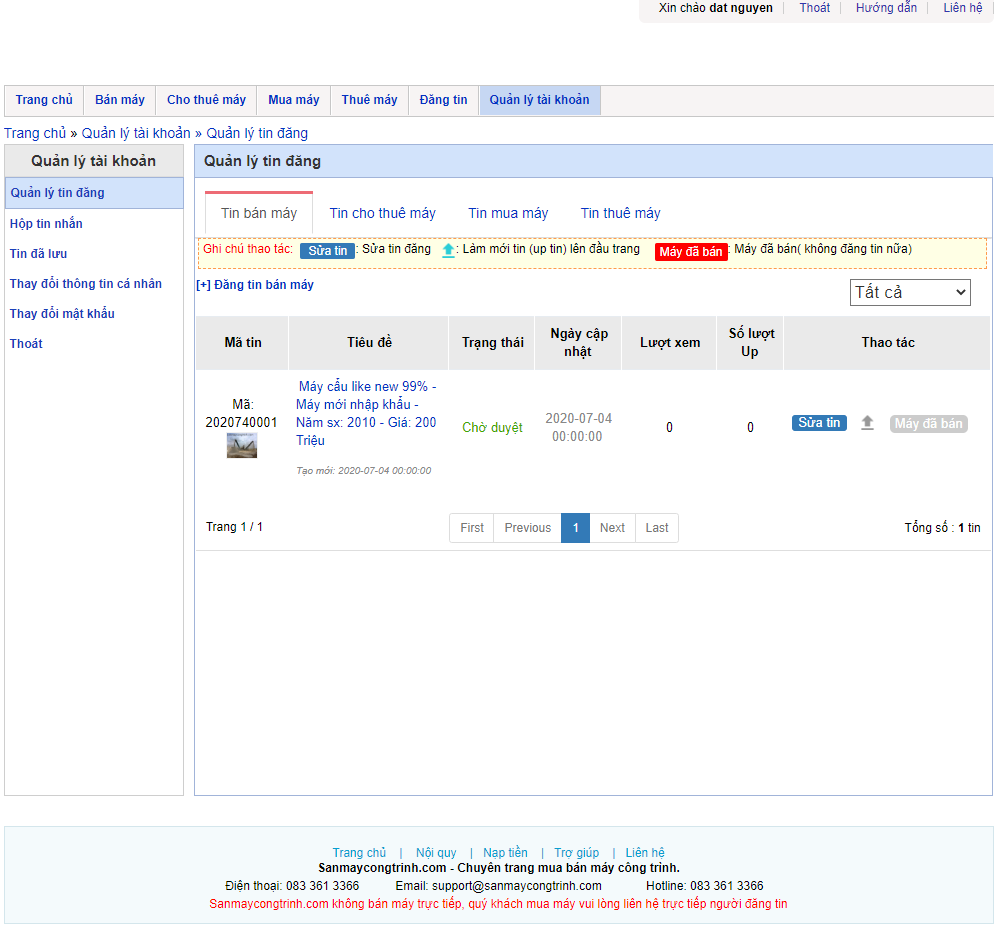 Xin chào dat nguyen | Thoát | Hướng dẫn | Liên hệ
Trang chủ Bán máy Cho thuê máy Mua máy Thuê máy Đăng tin Quản lý tài khoản
Trang chủ » Quản lý tài khoản » Quản lý tin đăng
Quản lý tài khoản
Quản lý tin đăng
Hộp tin nhắn
Tin đã lưu
Thay đổi thông tin cá nhân
Thay đổi mật khẩu
Thoát
Quản lý tin đăng
Tin bán máy Tin cho thuê máy Tin mua máy Tin thuê máy
Ghi chú thao tác: Sửa tin : Sửa tin đăng : Làm mới tin (up tin) lên đầu trang Máy đã bán : Máy đã bán( không đăng tin nữa)
[+] Đăng tin bán máy
Tất cả
Mã tin Tiêu đề Trạng thái Ngày cập nhật Lượt xem Số lượt Up Thao tác
Mã:
2020740001
Máy cẩu like new 99% -
Máy mới nhập khẩu -
Năm sx: 2010 - Giá: 200
Triệu
Tạo mới: 2020-07-04 00:00:00
Chờ duyệt
2020-07-04
00:00:00
0
0
Sửa tin Máy đã bán
Trang 1 / 1
First Previous 1 Next Last
Tổng số : 1 tin
Trang chủ | Nội quy | Nạp tiền | Trợ giúp | Liên hệ
Sanmaycongtrinh.com - Chuyên trang mua bán máy công trình.
Điện thoại: 083 361 3366 Email: support@sanmaycongtrinh.com Hotline: 083 361 3366
Sanmaycongtrinh.com không bán máy trực tiếp, quý khách mua máy vui lòng liên hệ trực tiếp người đăng tin